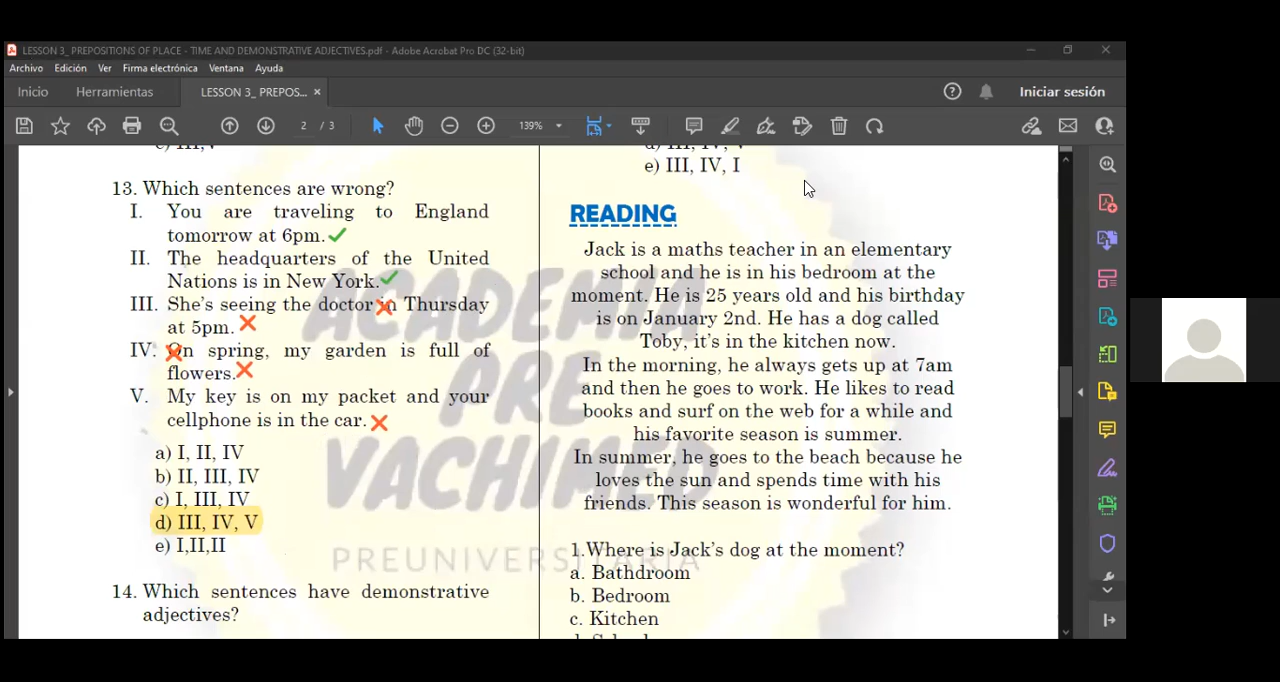 LESSON 3_ PREPOSITIONS OF PLACE - TIME AND DEMONSTRATIVE ADJECTIVES.pdf - Adobe Acrobat Pro DC (32-bit)
Archivo Edición Ver Firma electrónica Ventana Ayuda
Inicio Herramientas LESSON 3_ PREPOS... × Iniciar sesión
2 / 3 139%
13. Which sentences are wrong?
I. You are traveling to England
tomorrow at 6pm.
II. The headquarters of the United
Nations is in New York.
III. She's seeing the doctor in Thursday
at 5pm.
IV. On spring, my garden is full of
flowers.
V. My key is on my packet and your
cellphone is in the car.
a) I, II, IV
b) II, III, IV
c) I, III, IV
d) III, IV, V
e) I,II,II
14. Which sentences have demonstrative
adjectives?
e) III, IV, I
READING
Jack is a maths teacher in an elementary
school and he is in his bedroom at the
moment. He is 25 years old and his birthday
is on January 2nd. He has a dog called
Toby, it's in the kitchen now.
In the morning, he always gets up at 7am
and then he goes to work. He likes to read
books and surf on the web for a while and
his favorite season is summer.
In summer, he goes to the beach because he
loves the sun and spends time with his
friends. This season is wonderful for him.
1.Where is Jack's dog at the moment?
a. Bathdroom
b. Bedroom
c. Kitchen
ACADEMIA
PRE
VACHIMED
PREUNIVERSITARIA